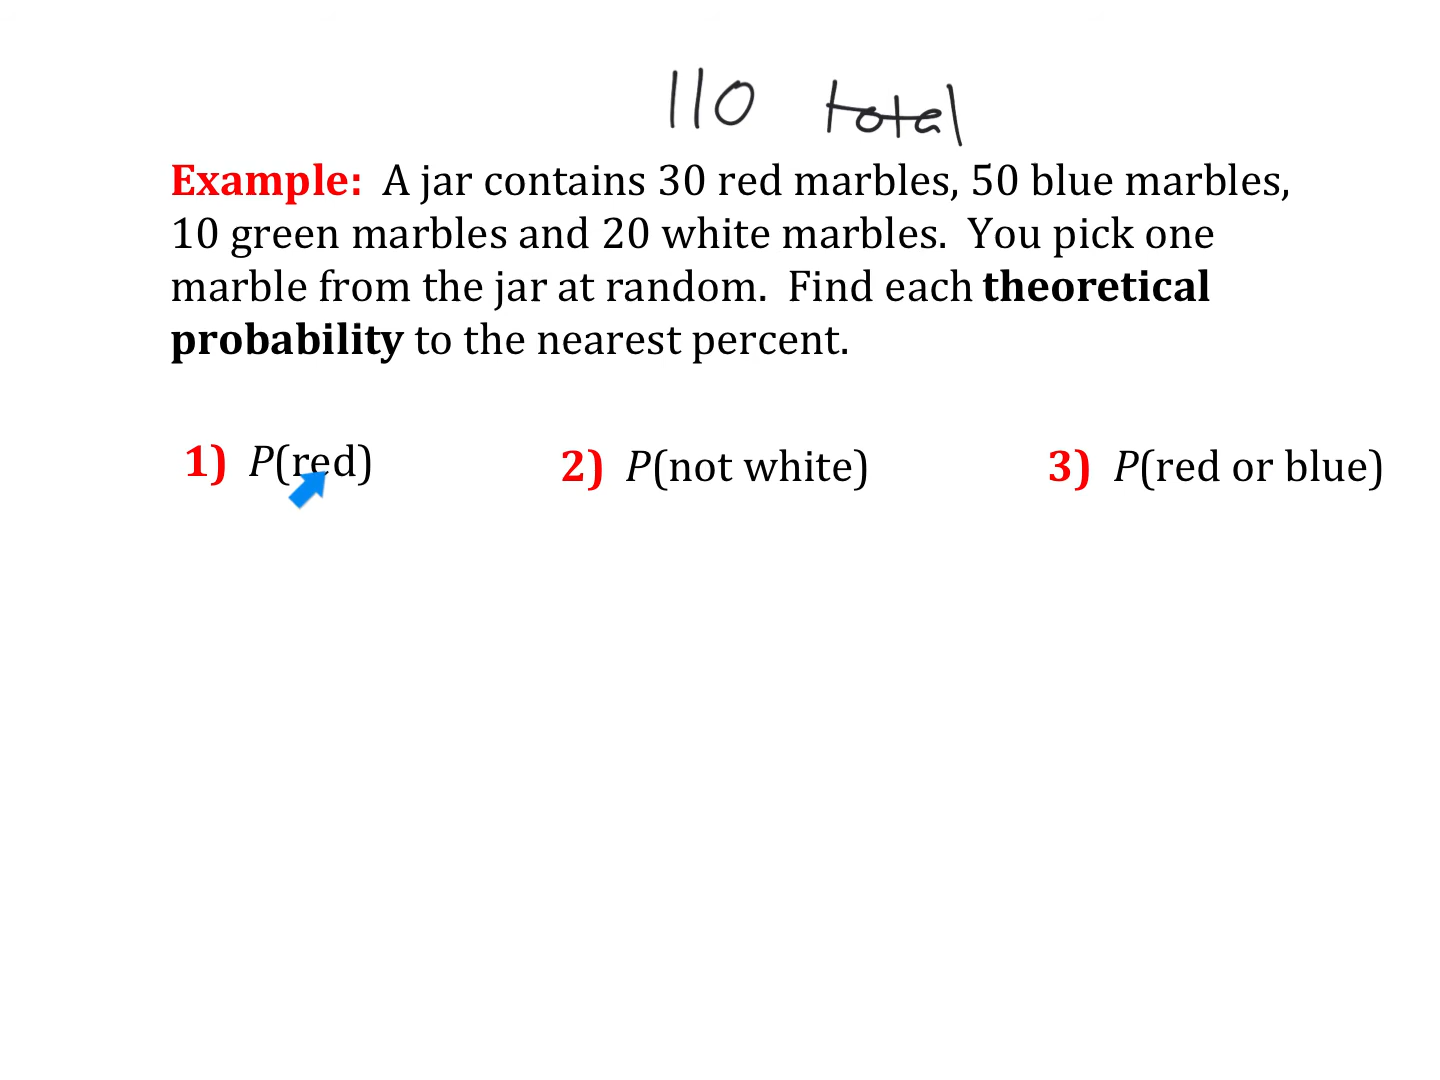 110 total
Example: A jar contains 30 red marbles, 50 blue marbles,
10 green marbles and 20 white marbles. You pick one
marble from the jar at random. Find each theoretical
probability to the nearest percent.
1) P(red) 2) P(not white) 3) P(red or blue)